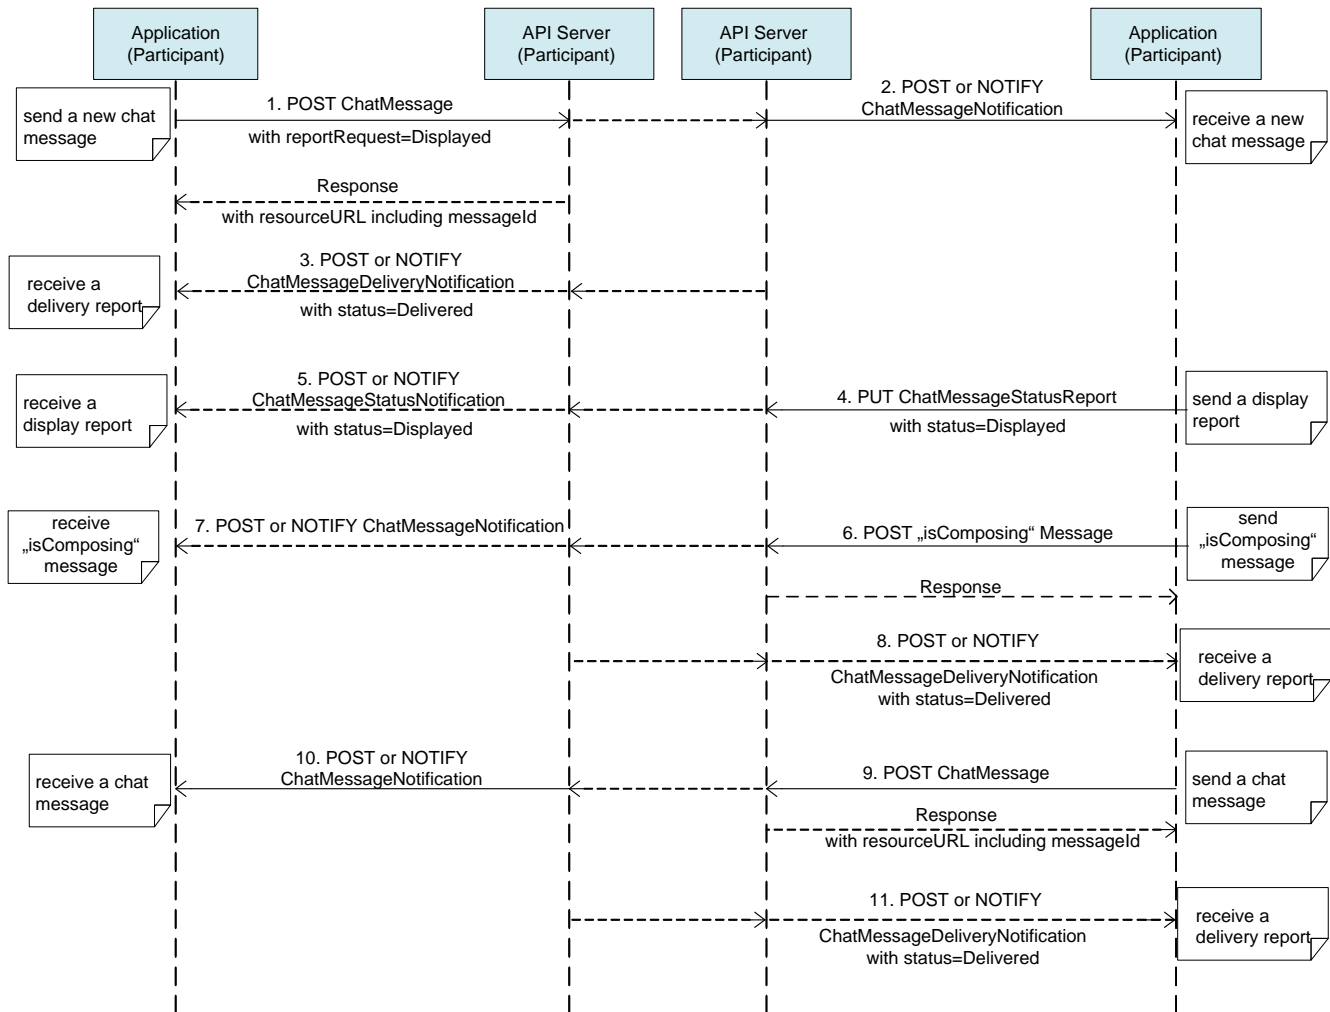 Application
(Participant)
API Server
(Participant)
API Server
(Participant)
Application
(Participant)
send a new chat
message
1. POST ChatMessage
with reportRequest=Displayed
2. POST or NOTIFY
ChatMessageNotification
receive a new
chat message
Response
with resourceURL including messageId
receive a
delivery report
3. POST or NOTIFY
ChatMessageDeliveryNotification
with status=Delivered
receive a
display report
5. POST or NOTIFY
ChatMessageStatusNotification
with status=Displayed
4. PUT ChatMessageStatusReport
with status=Displayed
send a display
report
receive
„isComposing“
message
7. POST or NOTIFY ChatMessageNotification
6. POST „isComposing“ Message
send
„isComposing“
message
Response
8. POST or NOTIFY
ChatMessageDeliveryNotification
with status=Delivered
receive a
delivery report
receive a chat
message
10. POST or NOTIFY
ChatMessageNotification
9. POST ChatMessage
send a chat
message
Response
with resourceURL including messageId
11. POST or NOTIFY
ChatMessageDeliveryNotification
with status=Delivered
receive a
delivery report